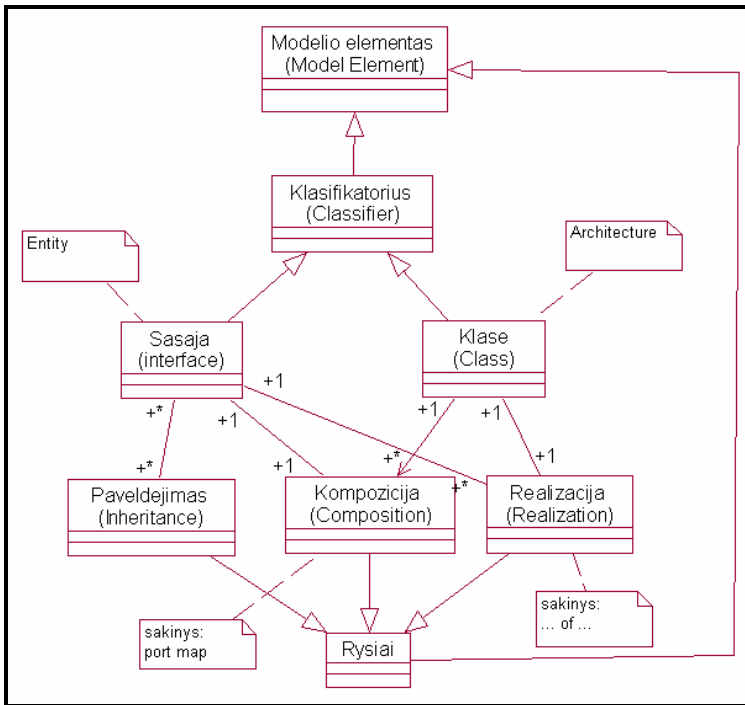 Modelio elementas
(Model Element)
Klasifikatorius
(Classifier)
Entity
Architecture
Sasaja
(interface)
Klase
(Class)
+1
+*
+1
+1
+1
+*
+1
+*
+*
+1
Paveldejimas
(Inheritance)
Kompozicija
(Composition)
Realizacija
(Realization)
sakinys:
port map
sakinys:
... of ...
Rysiai